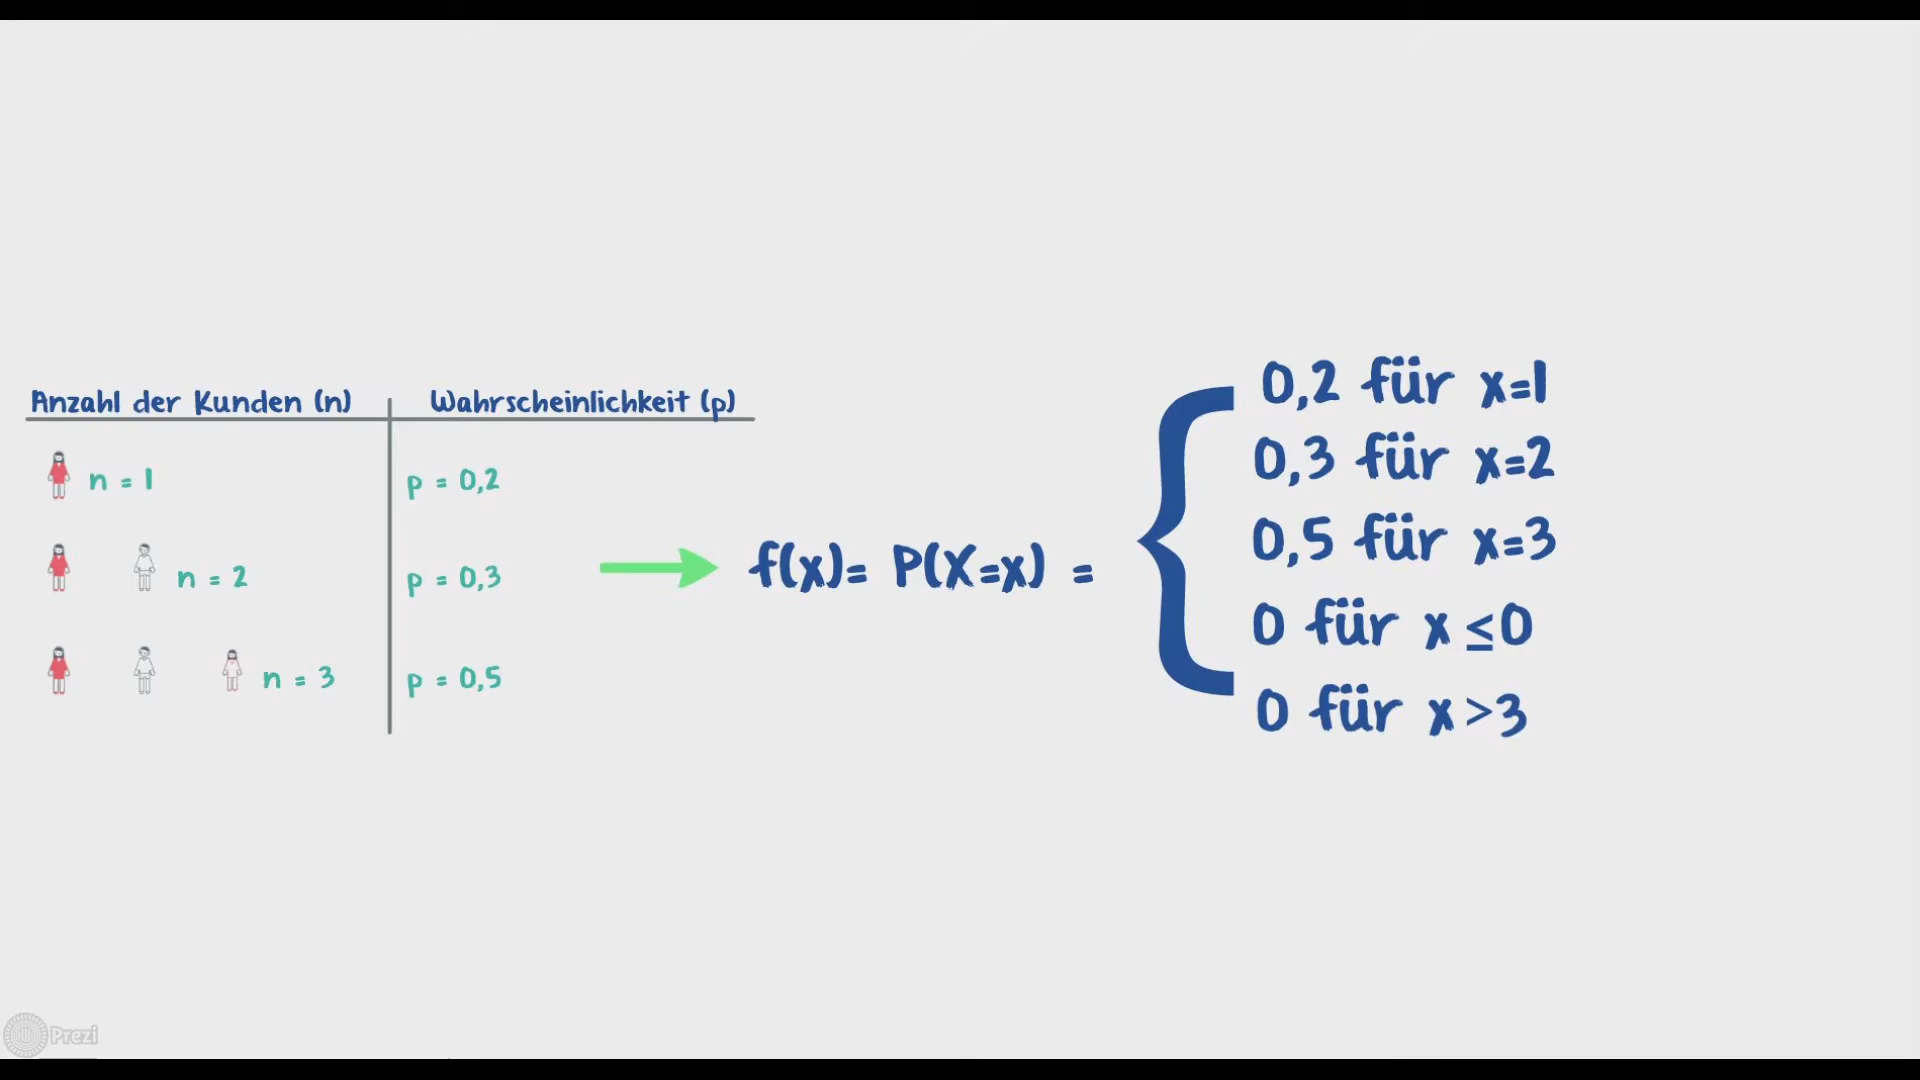 Anzahl der Kunden (n) Wahrscheinlichkeit (p)
n = 1 p = 0,2
n = 2 p = 0,3
n = 3 p = 0,5
f(x)= P(X=x) =
0,2 für x=1
0,3 für x=2
0,5 für x=3
0 für x ≤0
0 für x >3
Prezi